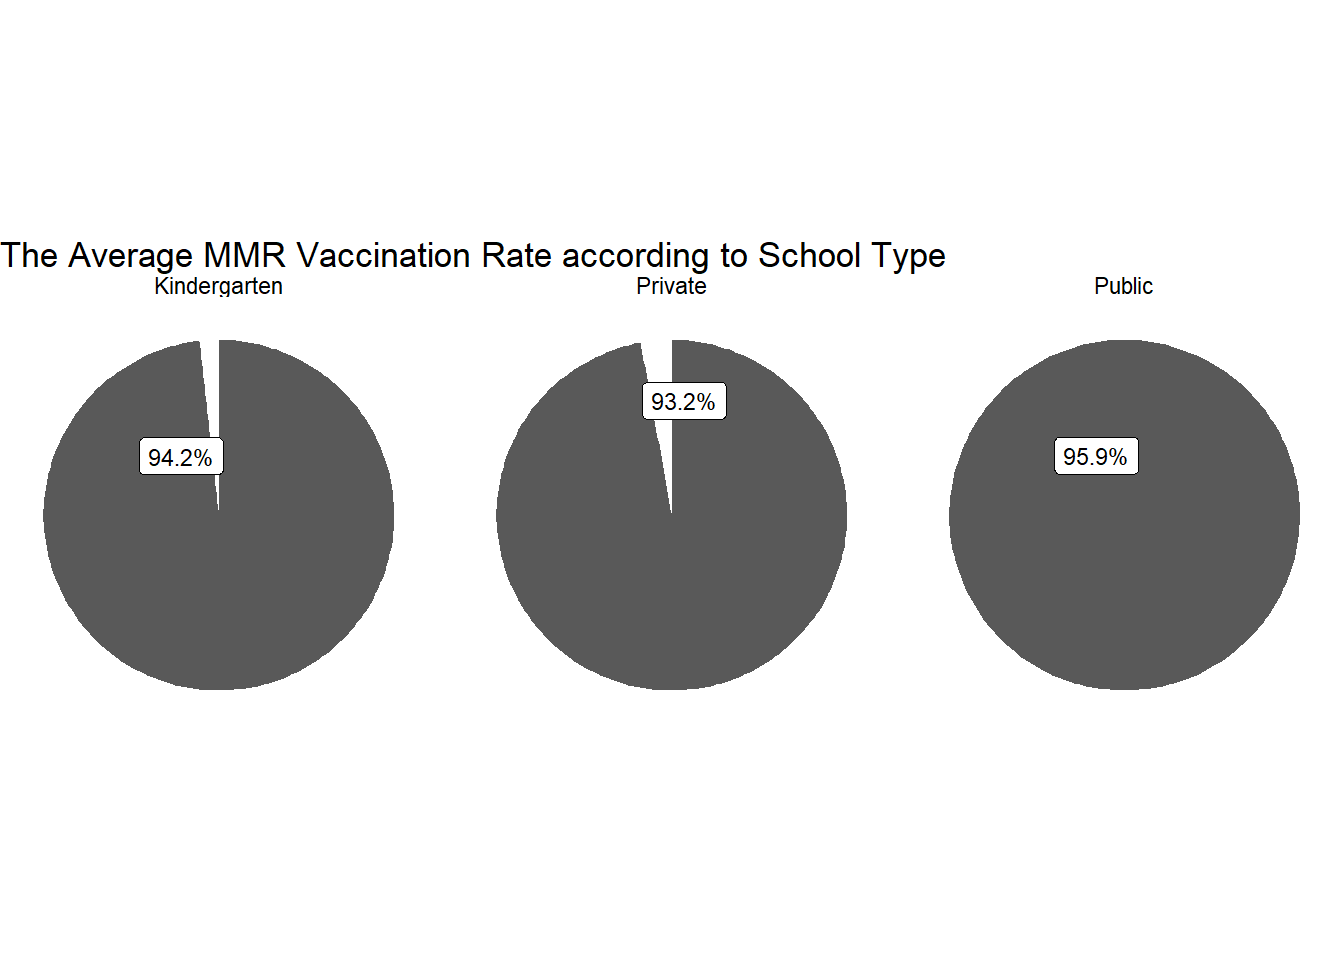 The Average MMR Vaccination Rate according to School Type
Kindergarten
Private
Public
94.2%
93.2%
95.9%